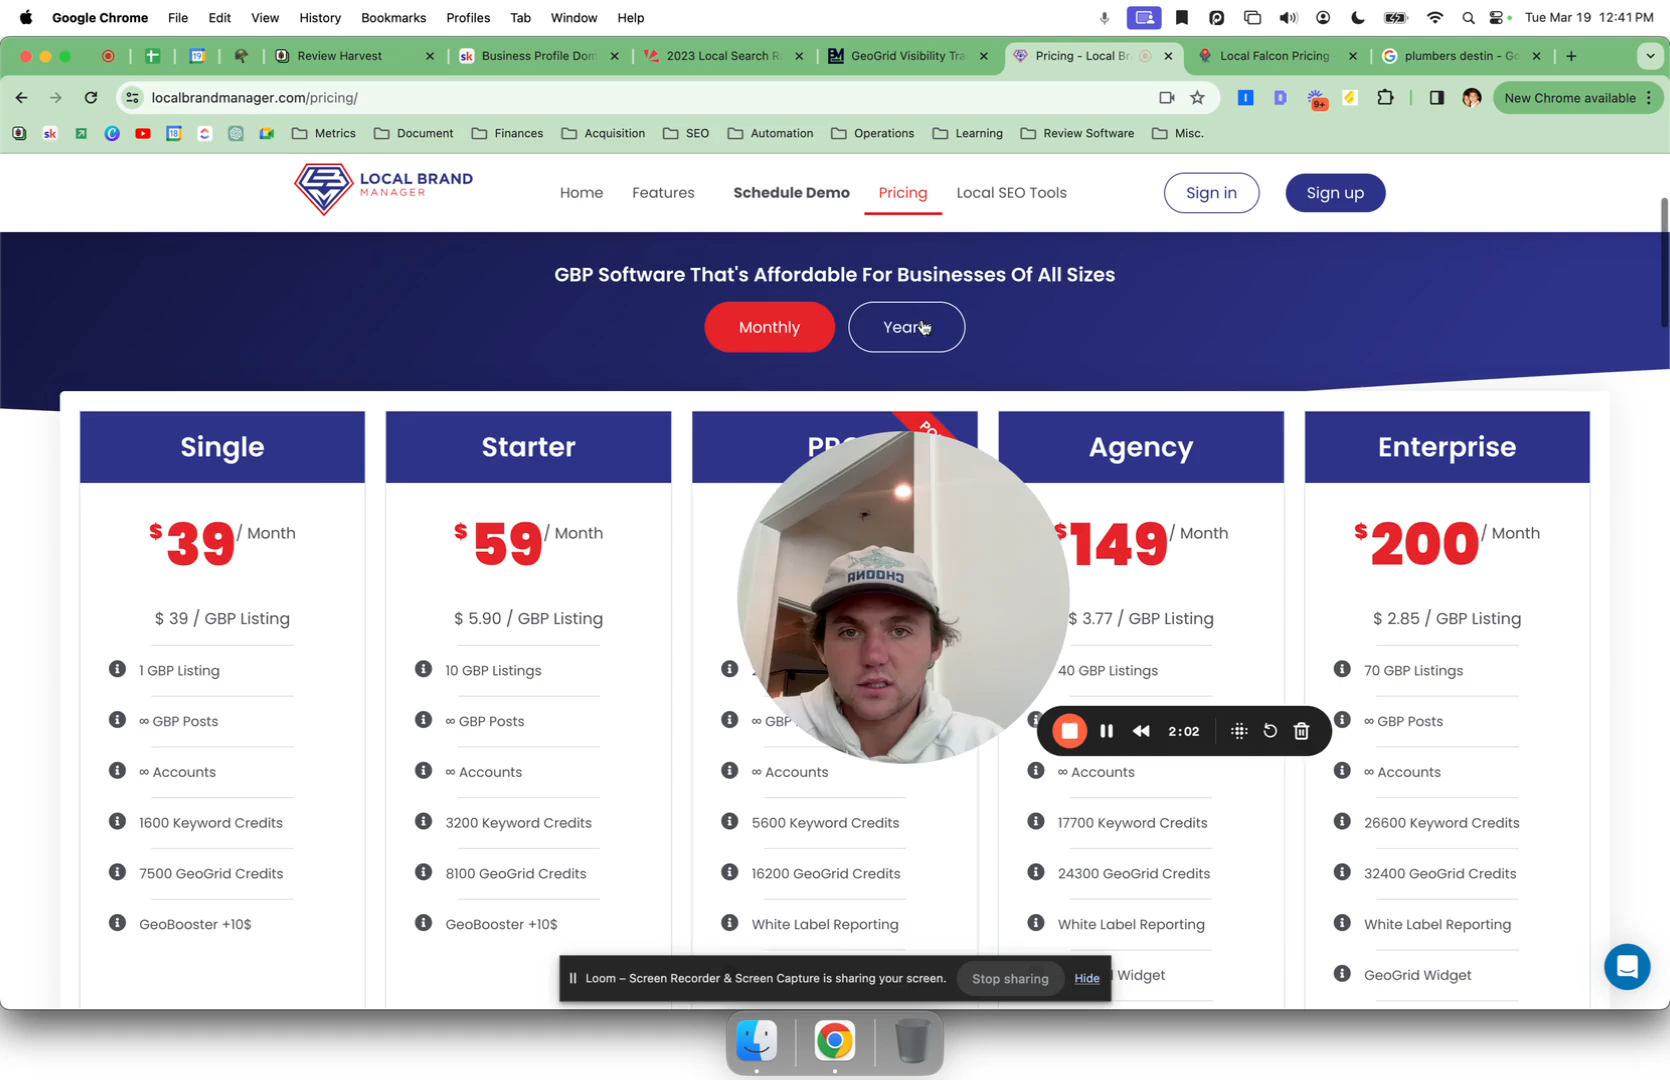 Google Chrome File Edit View History Bookmarks Profiles Tab Window Help Tue Mar 19 12:41 PM
Review Harvest Business Profile Dom 2023 Local Search R GeoGrid Visibility Tra Pricing - Local Br Local Falcon Pricing plumbers destin - Go
localbrandmanager.com/pricing/ 9+ New Chrome available
Metrics Document Finances Acquisition SEO Automation Operations Learning Review Software Misc.
LOCAL BRAND
MANAGER
Home Features Schedule Demo Pricing Local SEO Tools Sign in Sign up
GBP Software That's Affordable For Businesses Of All Sizes
Monthly
Single Starter Agency Enterprise
$39/ Month $59/ Month $149/ Month $200/ Month
$ 39 / GBP Listing $ 5.90 / GBP Listing $ 3.77 / GBP Listing $ 2.85 / GBP Listing
1 GBP Listing 10 GBP Listings 40 GBP Listings 70 GBP Listings
∞ GBP Posts ∞ GBP Posts ∞ GBP ∞ GBP Posts
2:02
∞ Accounts ∞ Accounts ∞ Accounts ∞ Accounts ∞ Accounts
1600 Keyword Credits 3200 Keyword Credits 5600 Keyword Credits 17700 Keyword Credits 26600 Keyword Credits
7500 GeoGrid Credits 8100 GeoGrid Credits 16200 GeoGrid Credits 24300 GeoGrid Credits 32400 GeoGrid Credits
GeoBooster +10$ GeoBooster +10$ White Label Reporting White Label Reporting White Label Reporting
Widget GeoGrid Widget
Loom – Screen Recorder & Screen Capture is sharing your screen. Stop sharing Hide